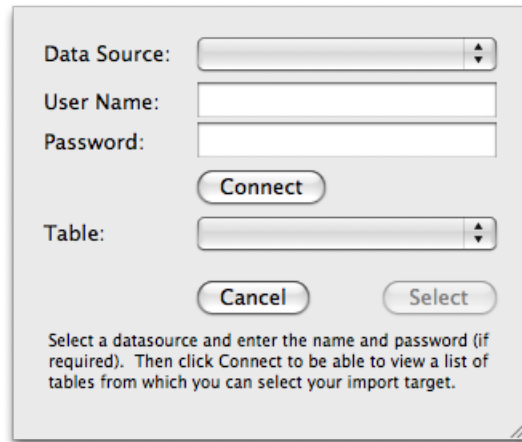 Data Source:
User Name:
Password:
Connect
Table:
Cancel Select
Select a datasource and enter the name and password (if
required).  Then click Connect to be able to view a list of
tables from which you can select your import target.